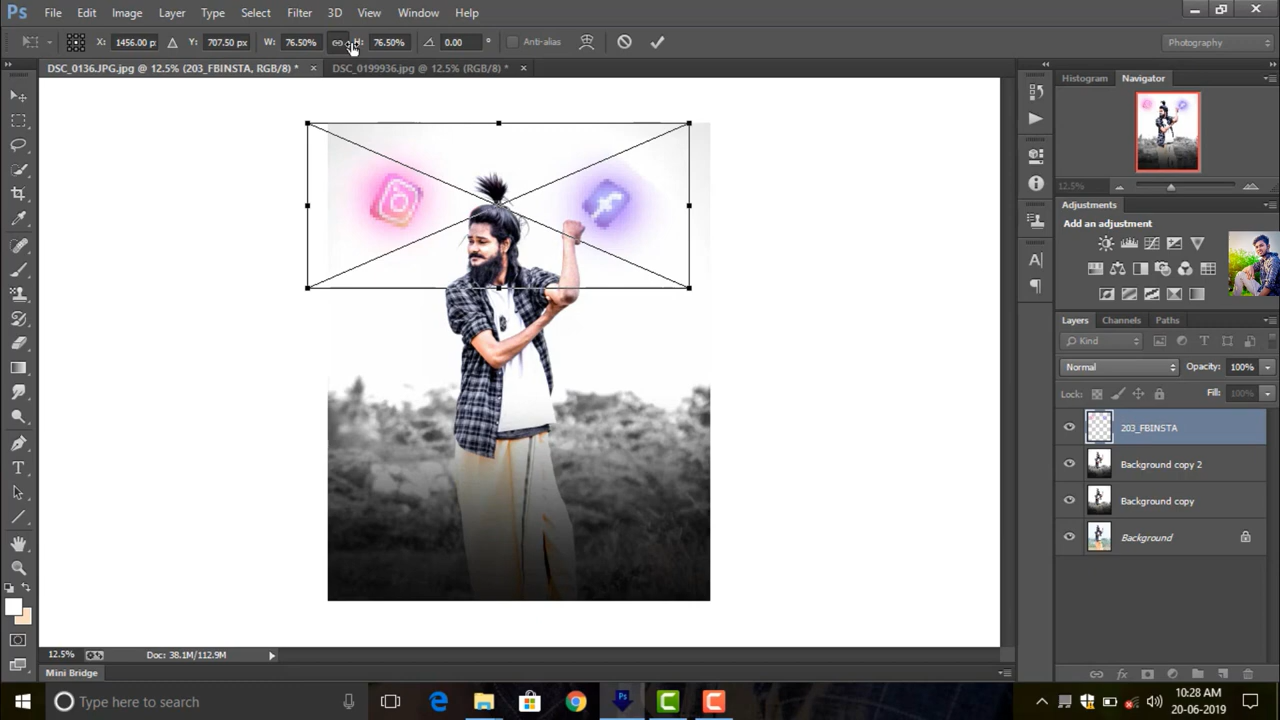 Ps File Edit Image Layer Type Select Filter 3D View Window Help
X: 1456.00 p Y: 707.50 px W: 76.50% H: 76.50% 0.00 ° Anti-alias Photography
DSC_0136.JPG.jpg @ 12.5% (203_FBINSTA, RGB/8) * × DSC_0199936.jpg @ 12.5% (RGB/8) * ×
Histogram Navigator
12.5%
Adjustments
Add an adjustment
Layers Channels Paths
Kind
Normal Opacity: 100%
Lock: Fill: 100%
203_FBINSTA
Background copy 2
Background copy
Background
12.5% Doc: 38.1M/112.9M
Mini Bridge
Type here to search
10:28 AM
20-06-2019